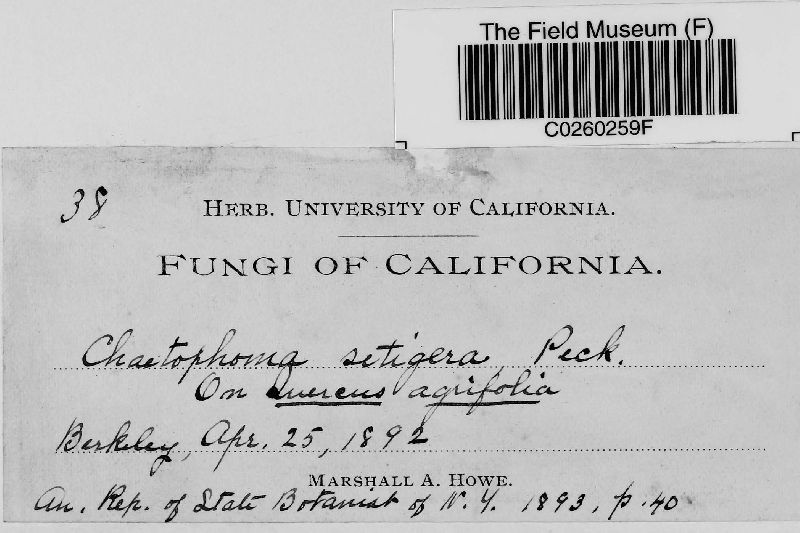 The Field Museum (F)
C0260259F
38
HERB. UNIVERSITY OF CALIFORNIA.
FUNGI OF CALIFORNIA.
Chaetophoma setigera Peck.
On Quercus agrifolia
Berkeley, Apr. 25, 1892
MARSHALL A. HOWE.
An. Rep. of State Botanist of N. Y. 1893, p. 40